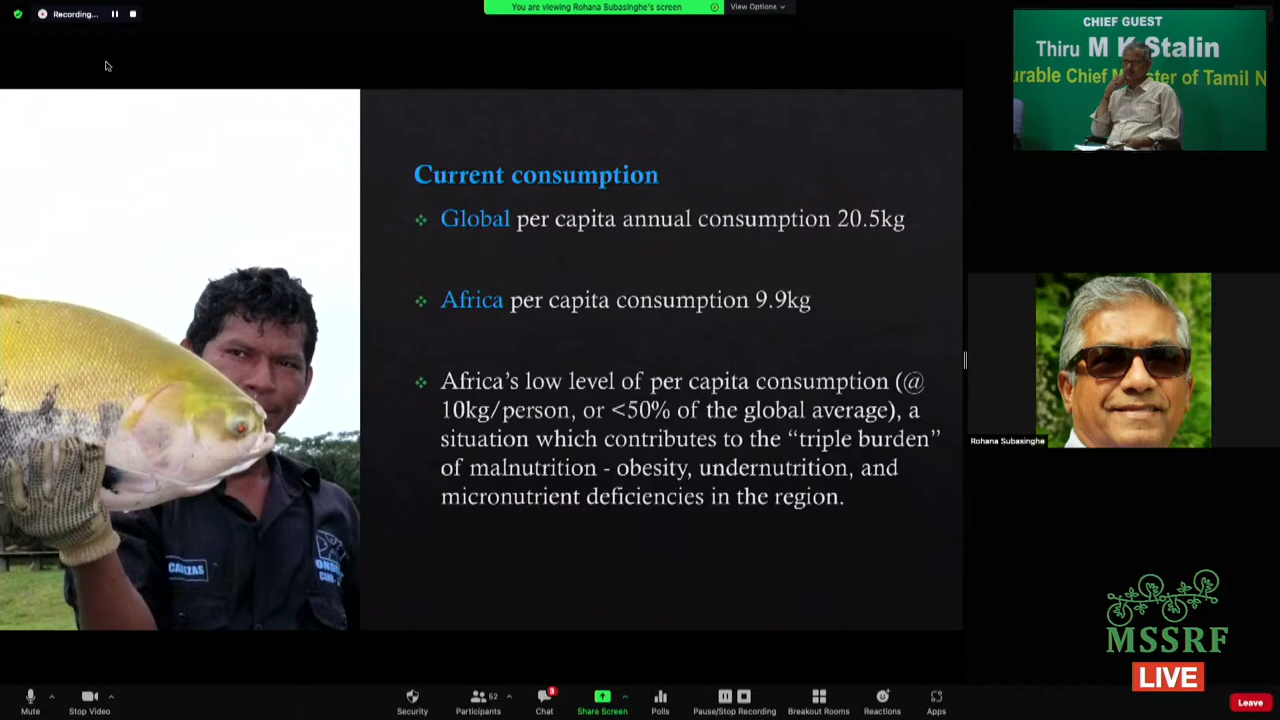 Recording...
You are viewing Rohana Subasinghe's screen
View Options
CHIEF GUEST
Thiru M K Stalin
urable Chief Minister of Tamil N
Current consumption
Global per capita annual consumption 20.5kg
Africa per capita consumption 9.9kg
Africa’s low level of per capita consumption (@
10kg/person, or <50% of the global average), a
situation which contributes to the “triple burden”
of malnutrition - obesity, undernutrition, and
micronutrient deficiencies in the region.
Rohana Subasinghe
MSSRF
LIVE
Mute
Stop Video
Security
52
Participants
9
Chat
Share Screen
Polls
Pause/Stop Recording
Breakout Rooms
Reactions
Apps
Leave